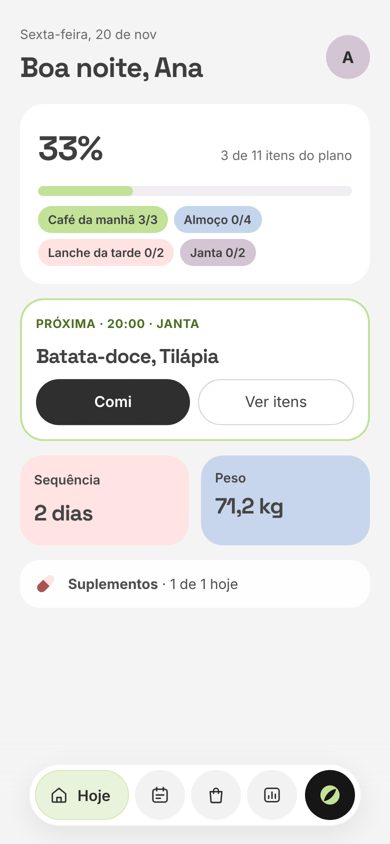 Sexta-feira, 20 de nov
Boa noite, Ana
A
33%
3 de 11 itens do plano
Café da manhã 3/3
Almoço 0/4
Lanche da tarde 0/2
Janta 0/2
PRÓXIMA · 20:00 · JANTA
Batata-doce, Tilápia
Comi
Ver itens
Sequência
2 dias
Peso
71,2 kg
Suplementos · 1 de 1 hoje
Hoje